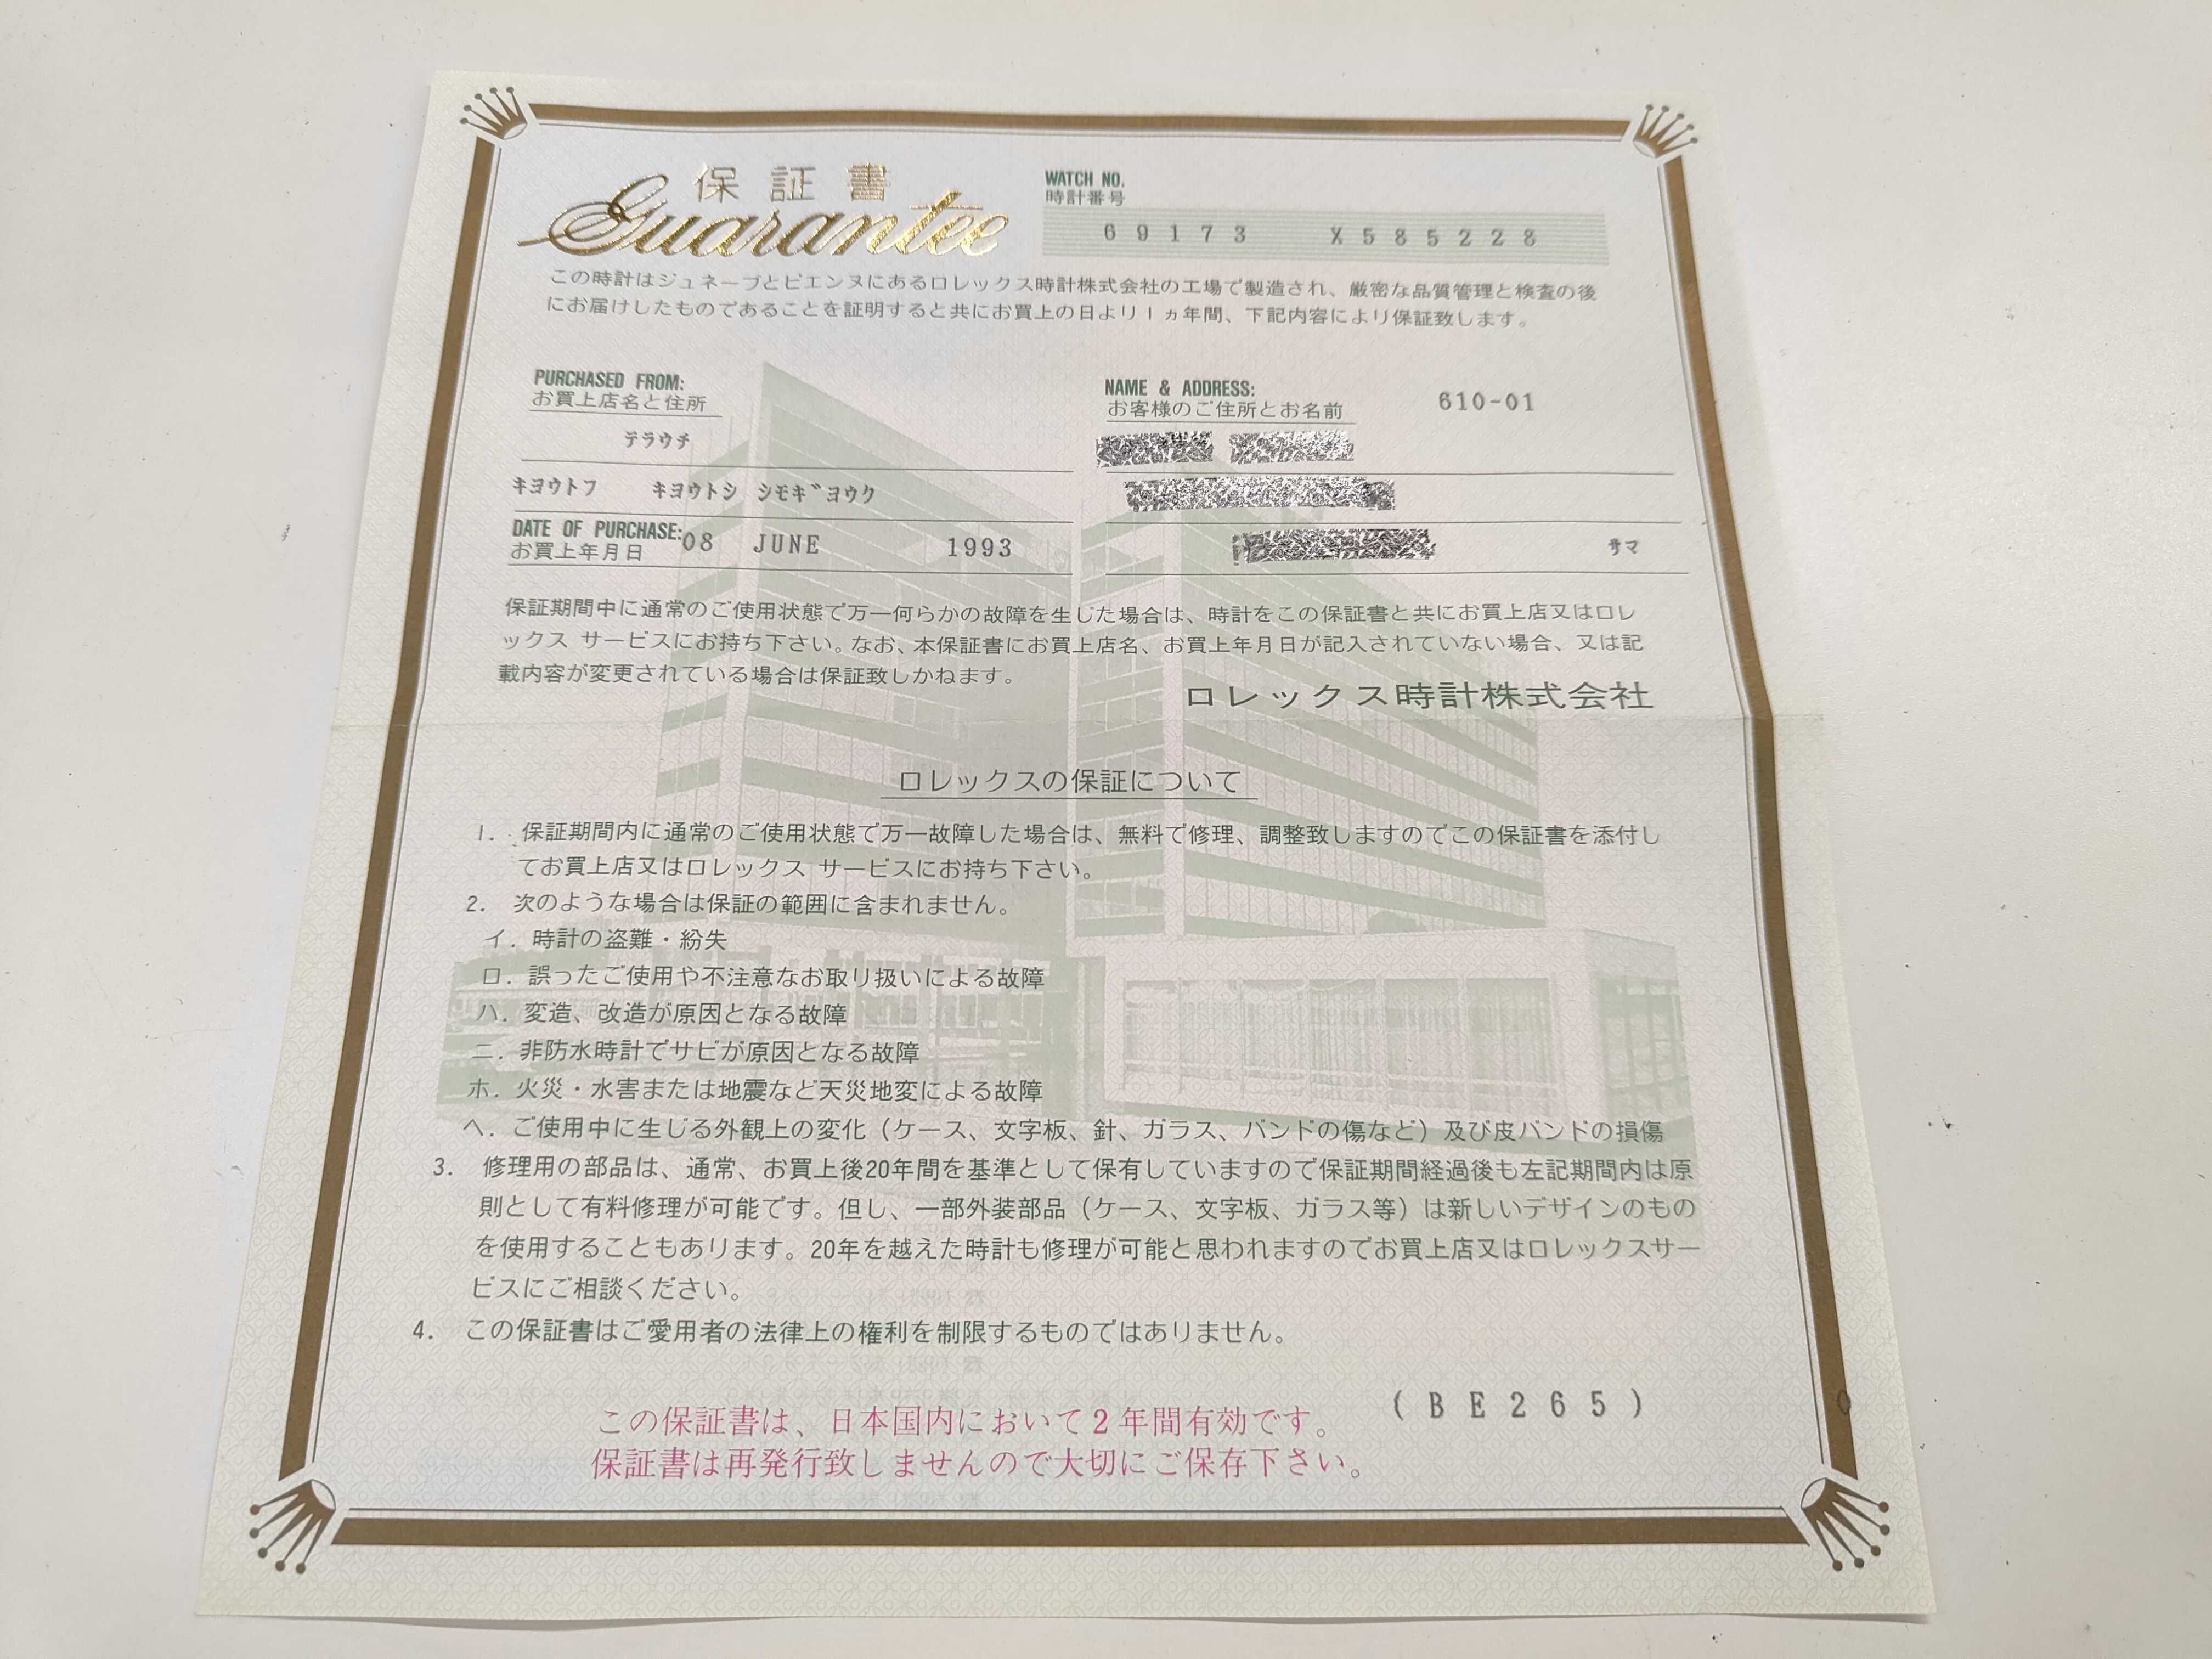 保証書
Guarantee
WATCH NO.
時計番号
69173 X585228
この時計はジュネーブとビエンヌにあるロレックス時計株式会社の工場で製造され、厳密な品質管理と検査の後
にお届けしたものであることを証明すると共にお買上の日より1ヵ年間、下記内容により保証致します。
PURCHASED FROM:
お買上店名と住所
テラウチ
キヨウトフ キヨウトシ シモキ゛ヨウク
DATE OF PURCHASE:
お買上年月日
08 JUNE 1993
NAME & ADDRESS:
お客様のご住所とお名前
610-01
サマ
保証期間中に通常のご使用状態で万一何らかの故障を生じた場合は、時計をこの保証書と共にお買上店又はロレ
ックス サービスにお持ち下さい。なお、本保証書にお買上店名、お買上年月日が記入されていない場合、又は記
載内容が変更されている場合は保証致しかねます。
ロレックス時計株式会社
ロレックスの保証について
1. 保証期間内に通常のご使用状態で万一故障した場合は、無料で修理、調整致しますのでこの保証書を添付し
てお買上店又はロレックス サービスにお持ち下さい。
2. 次のような場合は保証の範囲に含まれません。
イ. 時計の盗難・紛失
ロ. 誤ったご使用や不注意なお取り扱いによる故障
ハ. 変造、改造が原因となる故障
ニ. 非防水時計でサビが原因となる故障
ホ. 火災・水害または地震など天災地変による故障
ヘ. ご使用中に生じる外観上の変化（ケース、文字板、針、ガラス、バンドの傷など）及び皮バンドの損傷
3. 修理用の部品は、通常、お買上後20年間を基準として保有していますので保証期間経過後も左記期間内は原
則として有料修理が可能です。但し、一部外装部品（ケース、文字板、ガラス等）は新しいデザインのもの
を使用することもあります。20年を越えた時計も修理が可能と思われますのでお買上店又はロレックスサー
ビスにご相談ください。
4. この保証書はご愛用者の法律上の権利を制限するものではありません。
(BE265)
この保証書は、日本国内において2年間有効です。
保証書は再発行致しませんので大切にご保存下さい。